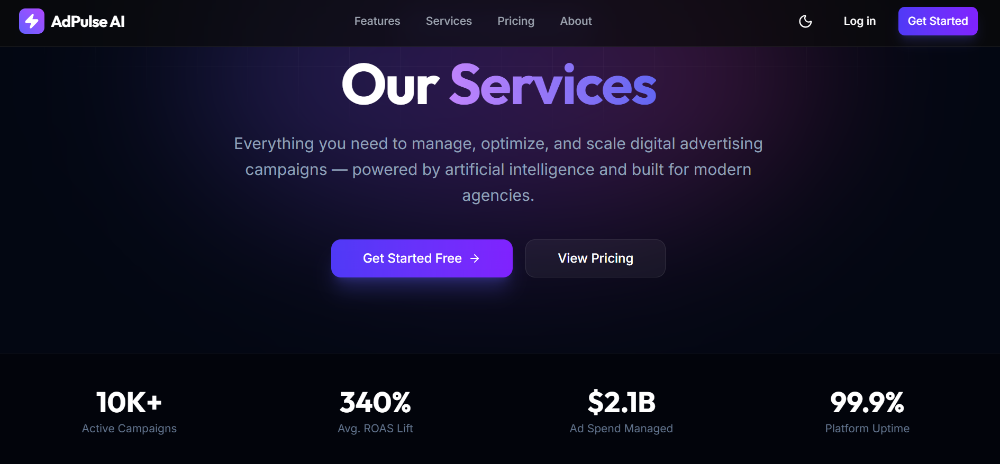 AdPulse AI
Features
Services
Pricing
About
Log in
Get Started
Our Services
Everything you need to manage, optimize, and scale digital advertising
campaigns — powered by artificial intelligence and built for modern
agencies.
Get Started Free →
View Pricing
10K+
Active Campaigns
340%
Avg. ROAS Lift
$2.1B
Ad Spend Managed
99.9%
Platform Uptime